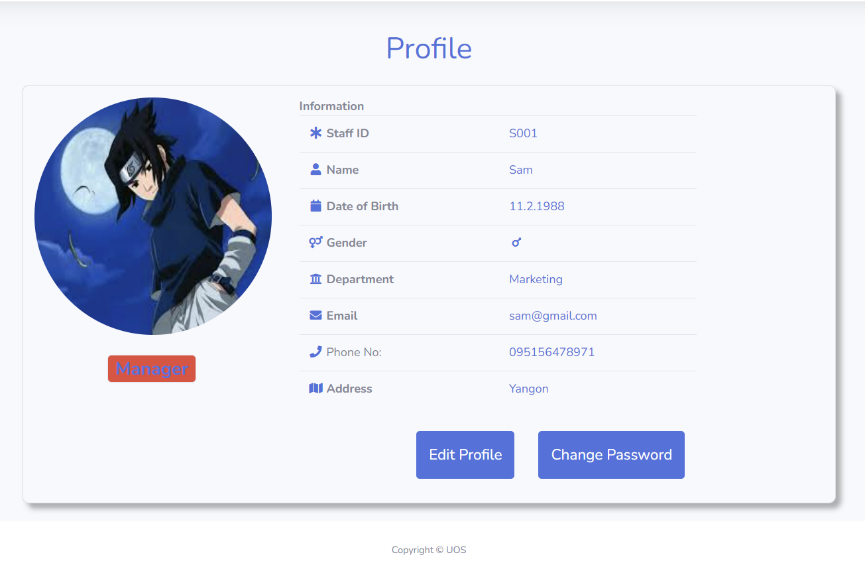 Profile
Information
Staff ID S001
Name Sam
Date of Birth 11.2.1988
Gender ♂
Department Marketing
Email sam@gmail.com
Phone No: 095156478971
Address Yangon
Manager
Edit Profile Change Password
Copyright © UOS